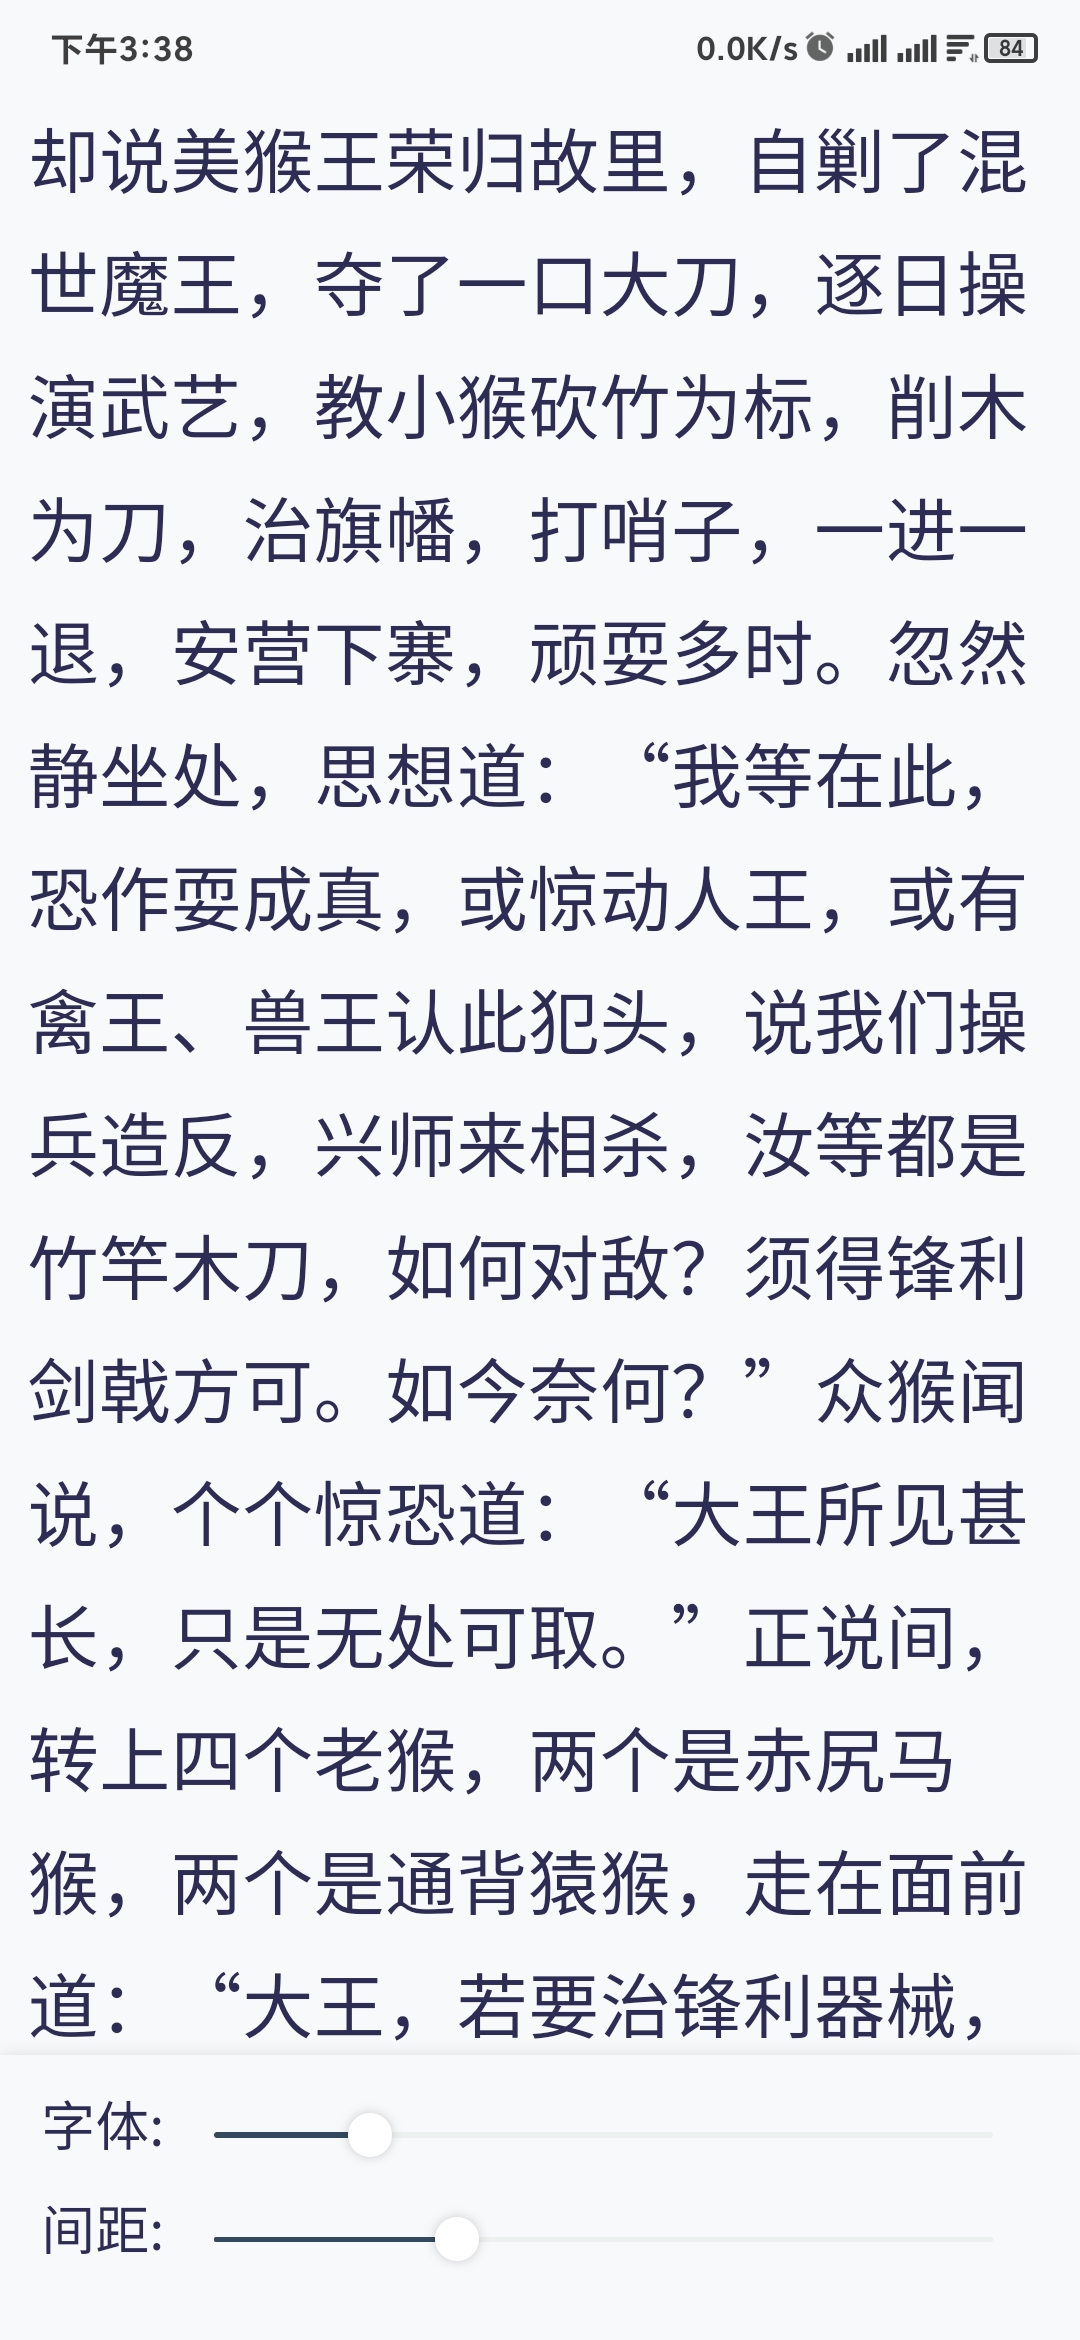 下午3:38
0.0K/s
84
却说美猴王荣归故里，自剿了混
世魔王，夺了一口大刀，逐日操
演武艺，教小猴砍竹为标，削木
为刀，治旗幡，打哨子，一进一
退，安营下寨，顽耍多时。忽然
静坐处，思想道：“我等在此，
恐作耍成真，或惊动人王，或有
禽王、兽王认此犯头，说我们操
兵造反，兴师来相杀，汝等都是
竹竿木刀，如何对敌？须得锋利
剑戟方可。如今奈何？”众猴闻
说，个个惊恐道：“大王所见甚
长，只是无处可取。”正说间，
转上四个老猴，两个是赤尻马
猴，两个是通背猿猴，走在面前
道：“大王，若要治锋利器械，
字体:
间距: